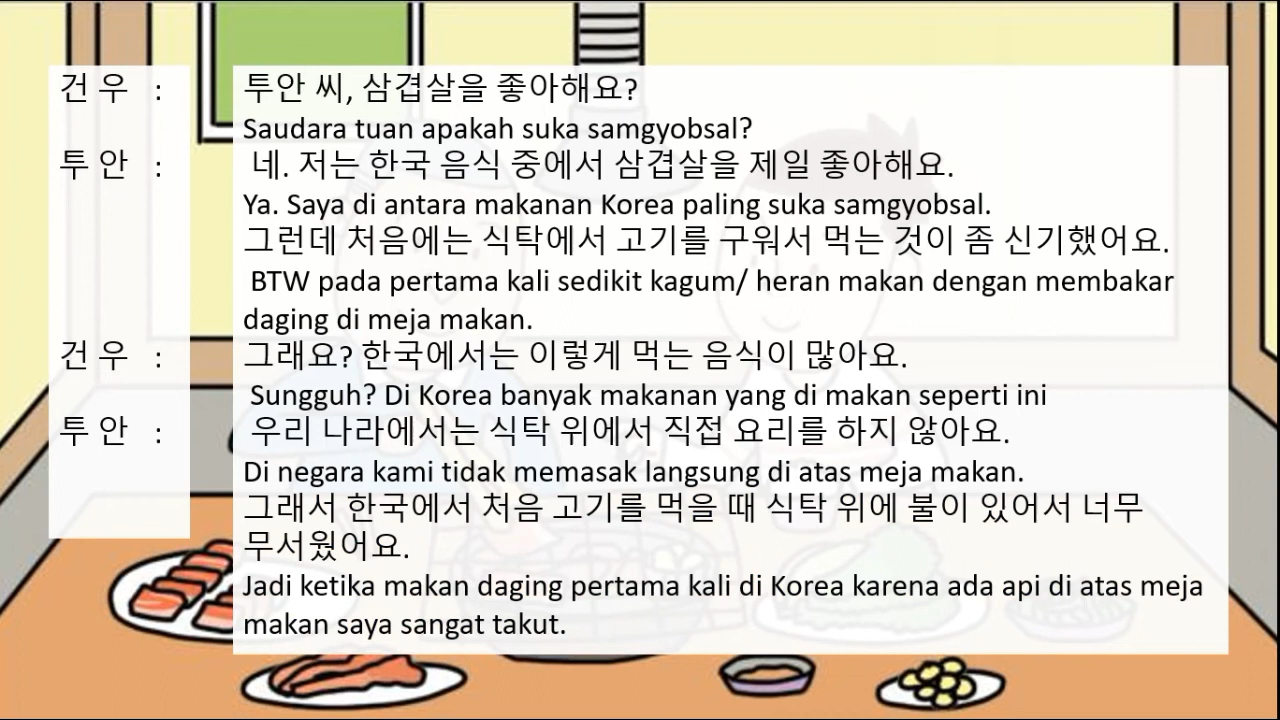 건우 : 투안 씨, 삼겹살을 좋아해요?
Saudara tuan apakah suka samgyobsal?
투안 : 네. 저는 한국 음식 중에서 삼겹살을 제일 좋아해요.
Ya. Saya di antara makanan Korea paling suka samgyobsal.
그런데 처음에는 식탁에서 고기를 구워서 먹는 것이 좀 신기했어요.
BTW pada pertama kali sedikit kagum/ heran makan dengan membakar
daging di meja makan.
건우 : 그래요? 한국에서는 이렇게 먹는 음식이 많아요.
Sungguh? Di Korea banyak makanan yang di makan seperti ini
투안 : 우리 나라에서는 식탁 위에서 직접 요리를 하지 않아요.
Di negara kami tidak memasak langsung di atas meja makan.
그래서 한국에서 처음 고기를 먹을 때 식탁 위에 불이 있어서 너무
무서웠어요.
Jadi ketika makan daging pertama kali di Korea karena ada api di atas meja
makan saya sangat takut.